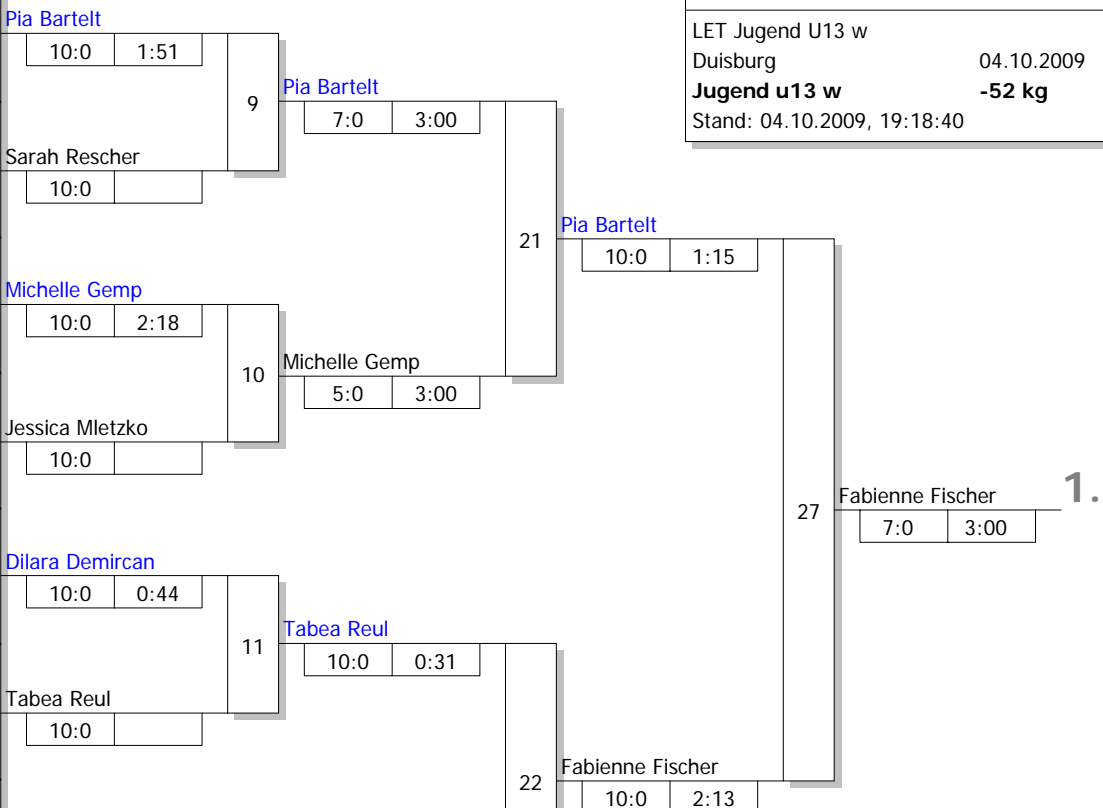 Pia Bartelt
10:0 1:51
LET Jugend U13 w
Duisburg 04.10.2009
Jugend u13 w -52 kg
Stand: 04.10.2009, 19:18:40
9
Pia Bartelt
7:0 3:00
Sarah Rescher
10:0
21
Pia Bartelt
10:0 1:15
Michelle Gemp
10:0 2:18
10
Michelle Gemp
5:0 3:00
Jessica Mletzko
10:0
27
Fabienne Fischer 1.
7:0 3:00
Dilara Demircan
10:0 0:44
11
Tabea Reul
10:0 0:31
Tabea Reul
10:0
22
Fabienne Fischer
10:0 2:13